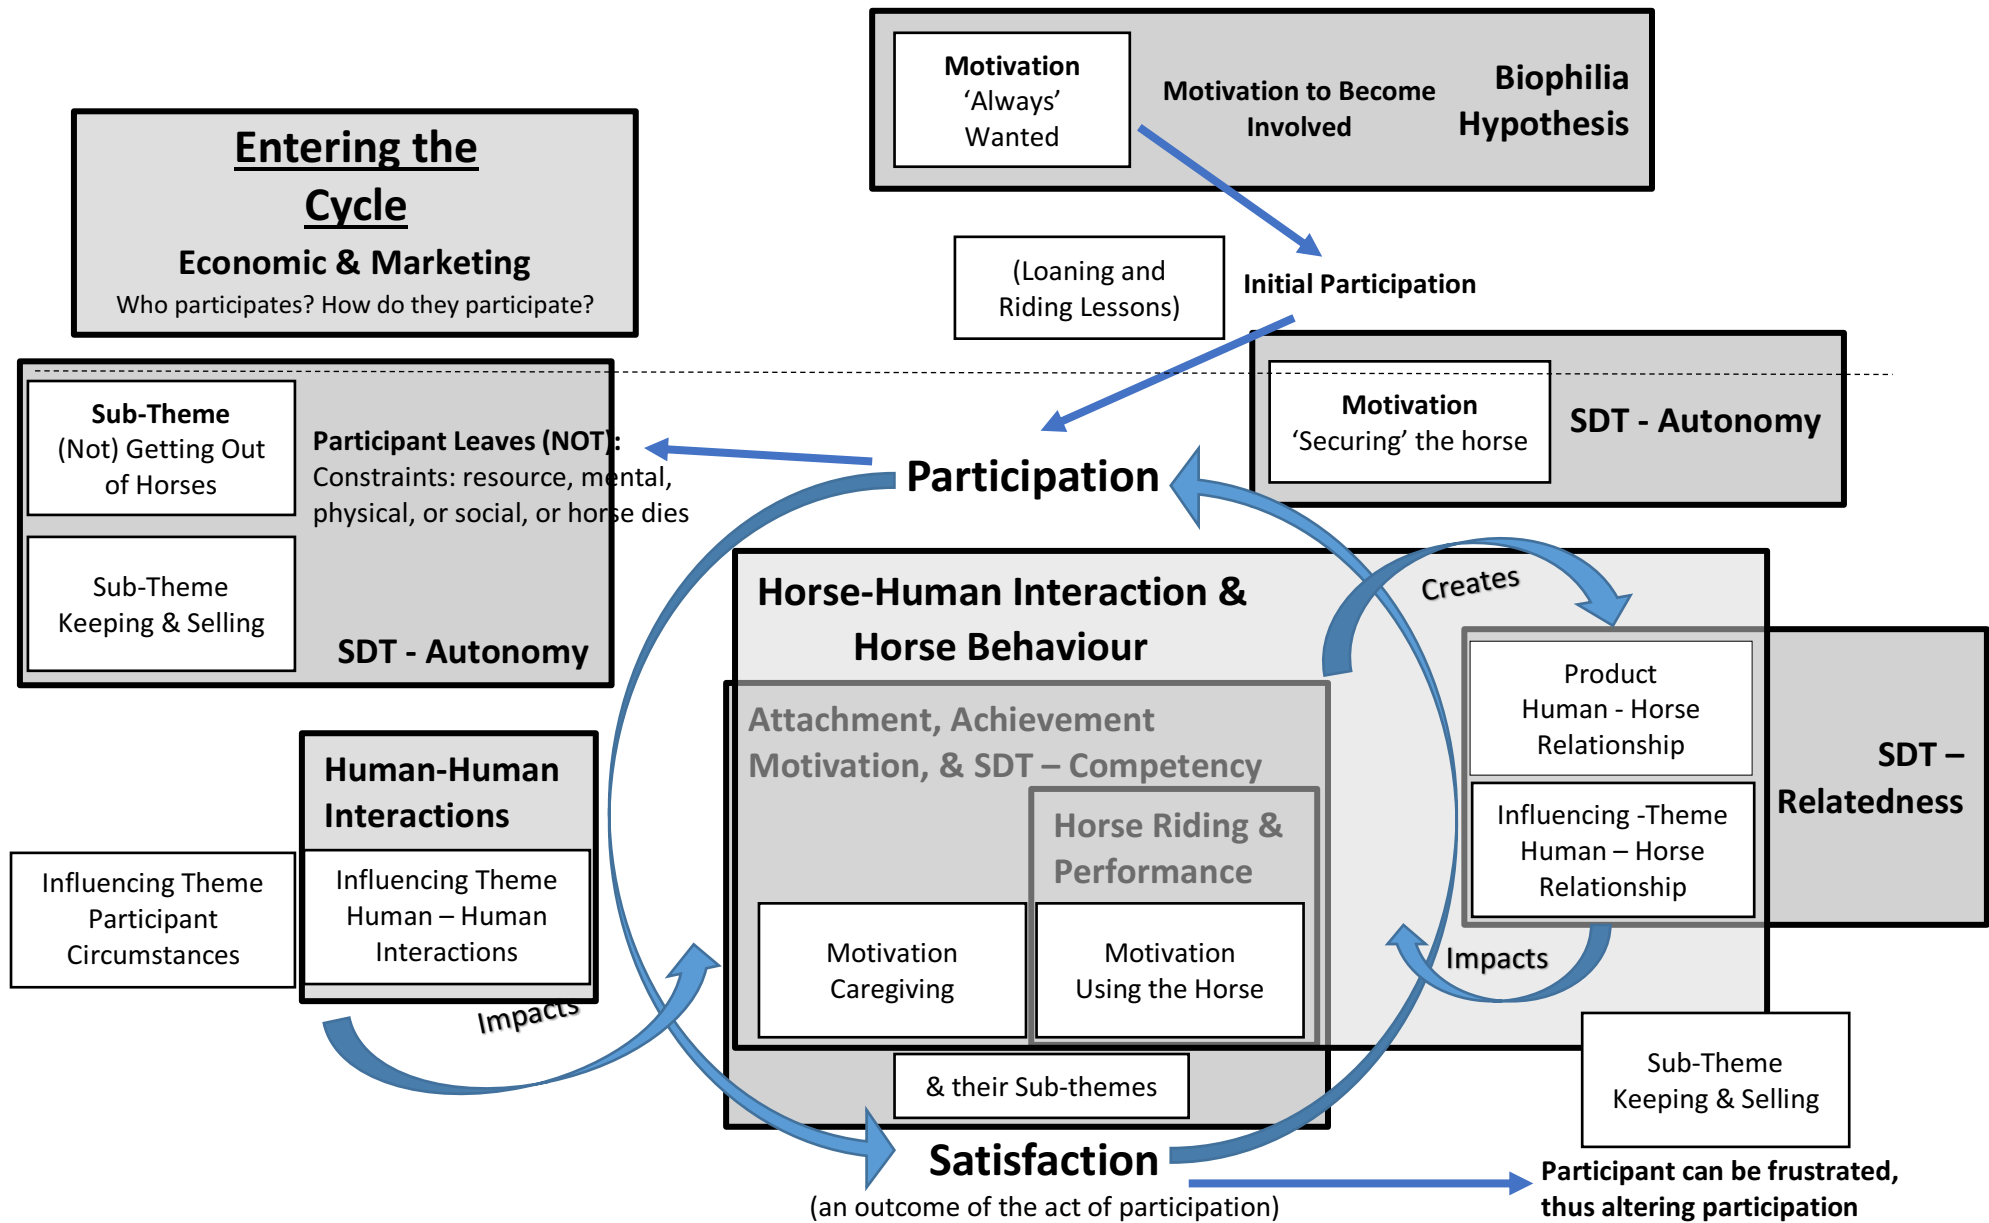 Motivation
‘Always’
Wanted
Motivation to Become
Involved
Biophilia
Hypothesis
Entering the
Cycle
Economic & Marketing
Who participates? How do they participate?
(Loaning and
Riding Lessons)
Initial Participation
Sub-Theme
(Not) Getting Out
of Horses
Participant Leaves (NOT):
Constraints: resource, mental,
physical, or social, or horse dies
Sub-Theme
Keeping & Selling
SDT - Autonomy
Participation
Motivation
‘Securing’ the horse
SDT - Autonomy
Horse-Human Interaction &
Horse Behaviour
Creates
Attachment, Achievement
Motivation, & SDT – Competency
Horse Riding &
Performance
Product
Human - Horse
Relationship
SDT –
Relatedness
Influencing -Theme
Human – Horse
Relationship
Human-Human
Interactions
Influencing Theme
Participant
Circumstances
Influencing Theme
Human – Human
Interactions
Impacts
Motivation
Caregiving
Motivation
Using the Horse
Impacts
& their Sub-themes
Sub-Theme
Keeping & Selling
Satisfaction
(an outcome of the act of participation)
Participant can be frustrated,
thus altering participation